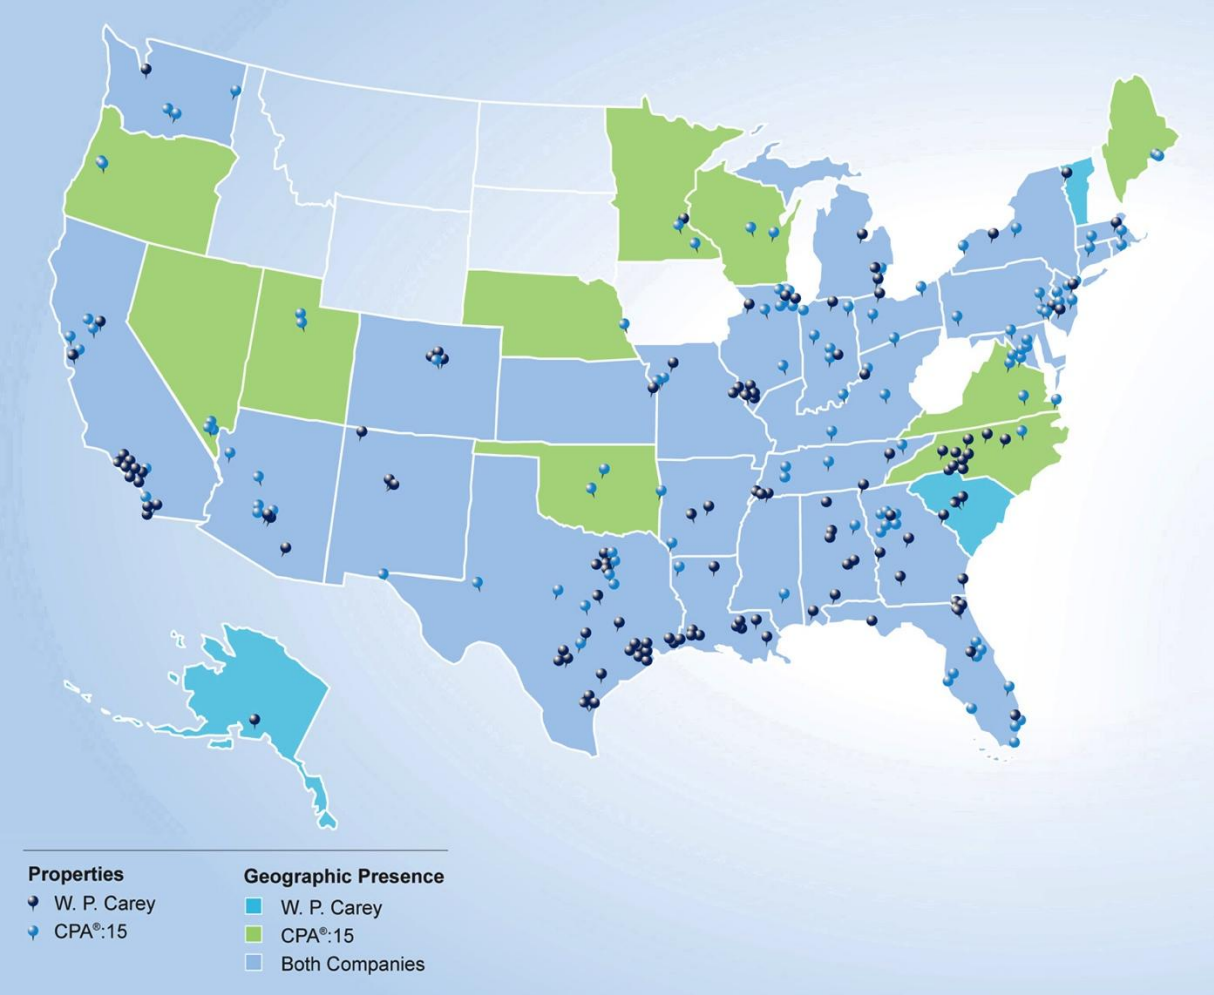 Properties
W. P. Carey
CPA®:15
Geographic Presence
W. P. Carey
CPA®:15
Both Companies